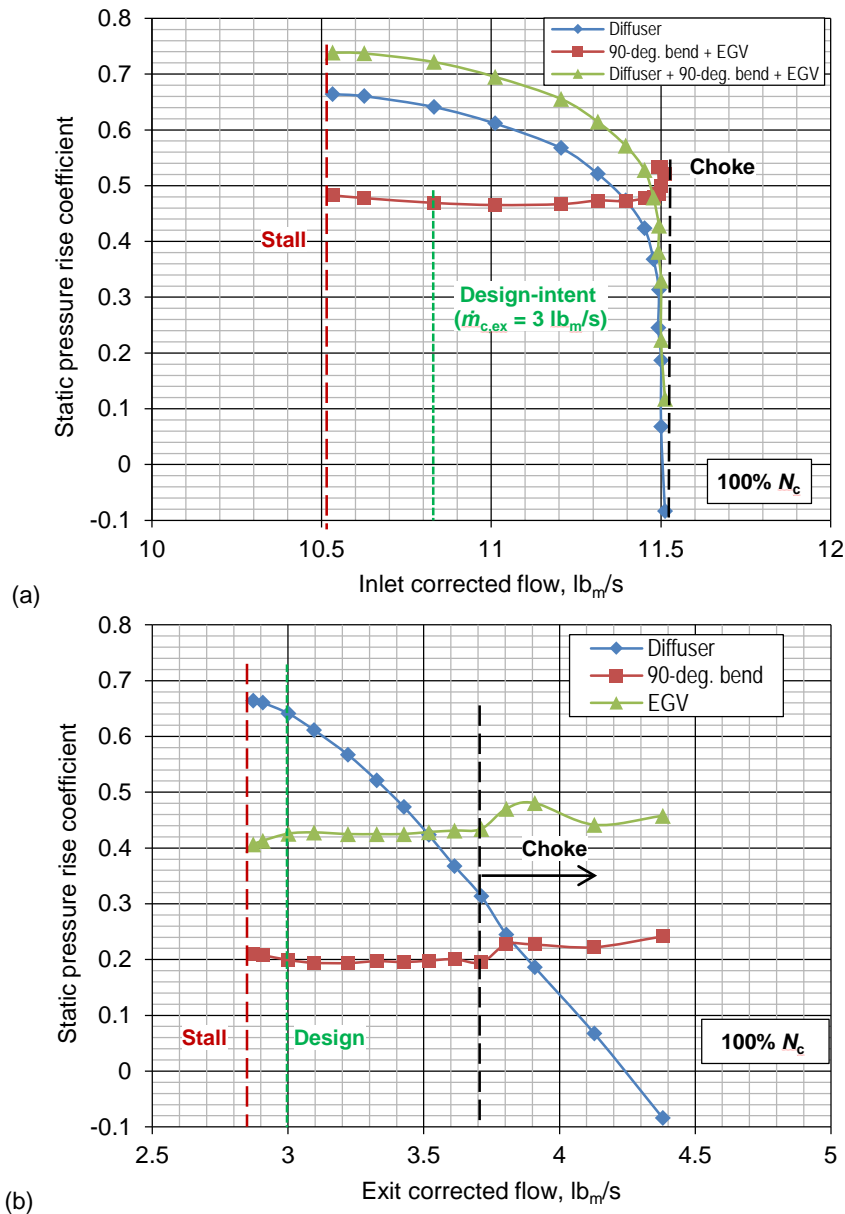 0.8
0.7
0.6
0.5
0.4
0.3
0.2
0.1
0
-0.1
Static pressure rise coefficient
Diffuser
90-deg. bend + EGV
Diffuser + 90-deg. bend + EGV
Choke
Stall
Design-intent
(ṁc,ex = 3 lbm/s)
100% Nc
10
10.5
11
11.5
12
Inlet corrected flow, lbm/s
(a)
0.8
0.7
0.6
0.5
0.4
0.3
0.2
0.1
0
-0.1
Static pressure rise coefficient
Diffuser
90-deg. bend
EGV
Choke
Stall
Design
100% Nc
2.5
3
3.5
4
4.5
5
Exit corrected flow, lbm/s
(b)